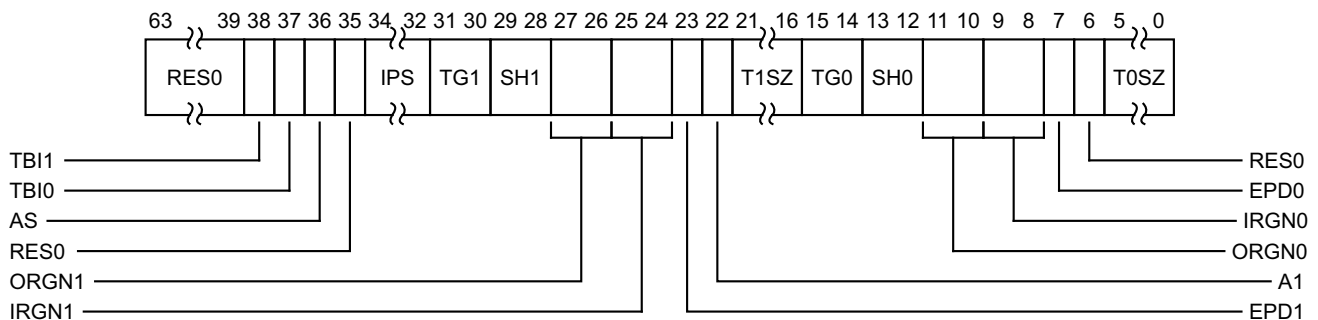 63 39 38 37 36 35 34 32 31 30 29 28 27 26 25 24 23 22 21 16 15 14 13 12 11 10 9 8 7 6 5 0
RES0 IPS TG1 SH1 T1SZ TG0 SH0 T0SZ
TBI1 RES0
TBI0 EPD0
AS IRGN0
RES0 ORGN0
ORGN1 A1
IRGN1 EPD1